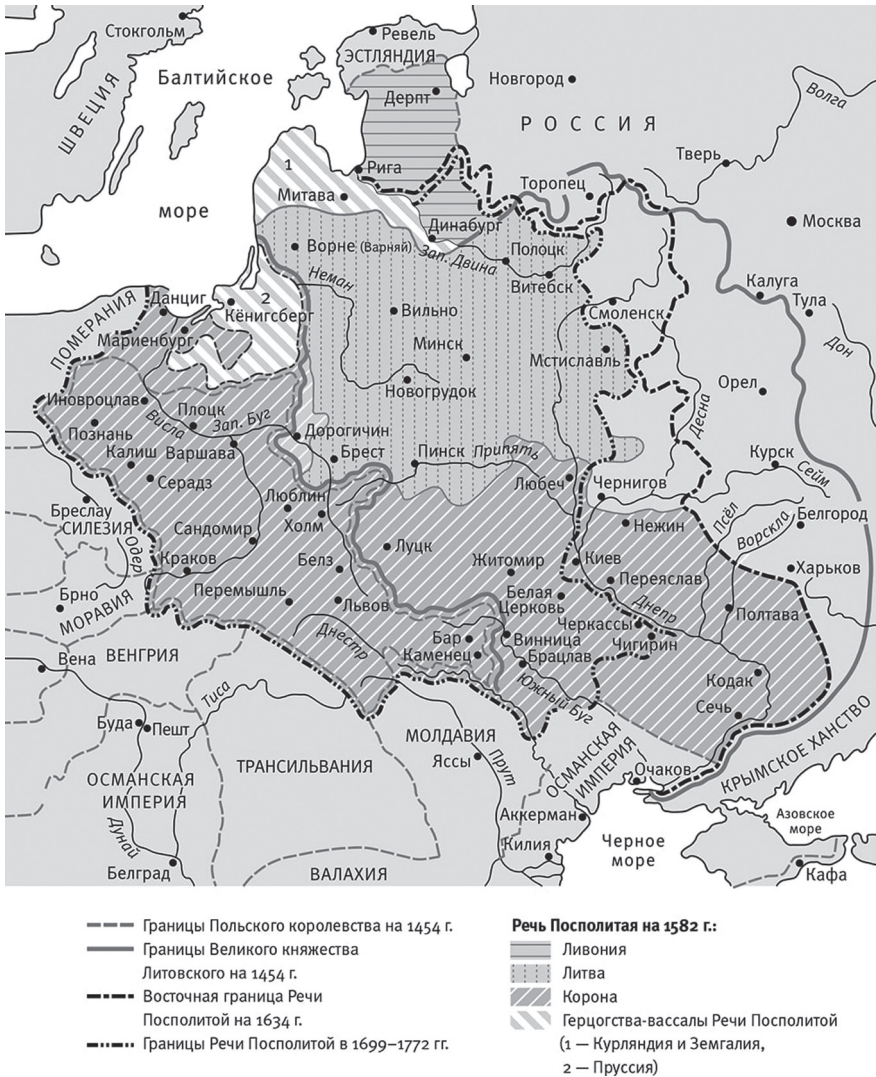 Стокгольм
Ревель
ЭСТЛЯНДИЯ
Балтийское
Новгород
ШВЕЦИЯ
Дерпт
Волга
РОССИЯ
Тверь
1
Рига
Торопец
Митава
море
Москва
Динабург
Ворне (Варняй)
Полоцк
Зап. Двина
Неман
Витебск
Калуга
ПОМЕРАНИЯ
Данциг
2
Кёнигсберг
Вильно
Смоленск
Тула
Мариенбург
Минск
Мстиславль
Дон
Новогрудок
Орел
Иновроцлав
Плоцк
Зап. Буг
Десна
Висла
Дорогичин
Познань
Варшава
Брест
Пинск
Припять
Калиш
Курск
Сейм
Серадз
Любеч
Чернигов
Бреслау
Люблин
Псёл
Белгород
СИЛЕЗИЯ
Сандомир
Холм
Нежин
Ворскла
Одер
Луцк
Краков
Белз
Житомир
Киев
Харьков
Брно
Перемышль
Переяслав
МОРАВИЯ
Львов
Белая
Церковь
Днепр
Полтава
Черкассы
Днестр
Бар
Винница
Чигирин
Вена
ВЕНГРИЯ
Каменец
Брацлав
Кодак
Тиса
Южный Буг
Сечь
Буда
Пешт
МОЛДАВИЯ
КРЫМСКОЕ ХАНСТВО
ОСМАНСКАЯ
ИМПЕРИЯ
ТРАНСИЛЬВАНИЯ
Яссы
Прут
ОСМАНСКАЯ
ИМПЕРИЯ
Очаков
Дунай
Аккерман
Азовское
море
Килия
Черное
море
Белград
ВАЛАХИЯ
Кафа
Границы Польского королевства на 1454 г.
Границы Великого княжества
Литовского на 1454 г.
Восточная граница Речи
Посполитой на 1634 г.
Границы Речи Посполитой в 1699–1772 гг.
Речь Посполитая на 1582 г.:
Ливония
Литва
Корона
Герцогства-вассалы Речи Посполитой
(1 — Курляндия и Земгалия,
2 — Пруссия)